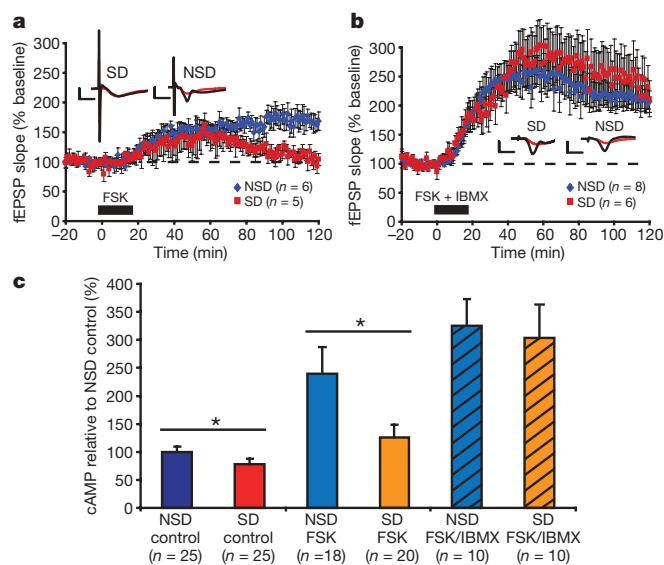 a
fEPSP slope (% baseline)
300
250
200
150
100
50
0
SD
NSD
FSK
NSD (n = 6)
SD (n = 5)
–20 0 20 40 60 80 100 120
Time (min)
b
fEPSP slope (% baseline)
300
250
200
150
100
50
0
SD
NSD
FSK + IBMX
NSD (n = 8)
SD (n = 6)
–20 0 20 40 60 80 100 120
Time (min)
c
cAMP relative to NSD control (%)
400
350
300
250
200
150
100
50
0
*
*
NSD control (n = 25)
SD control (n = 25)
NSD FSK (n =18)
SD FSK (n = 20)
NSD FSK/IBMX (n = 10)
SD FSK/IBMX (n = 10)